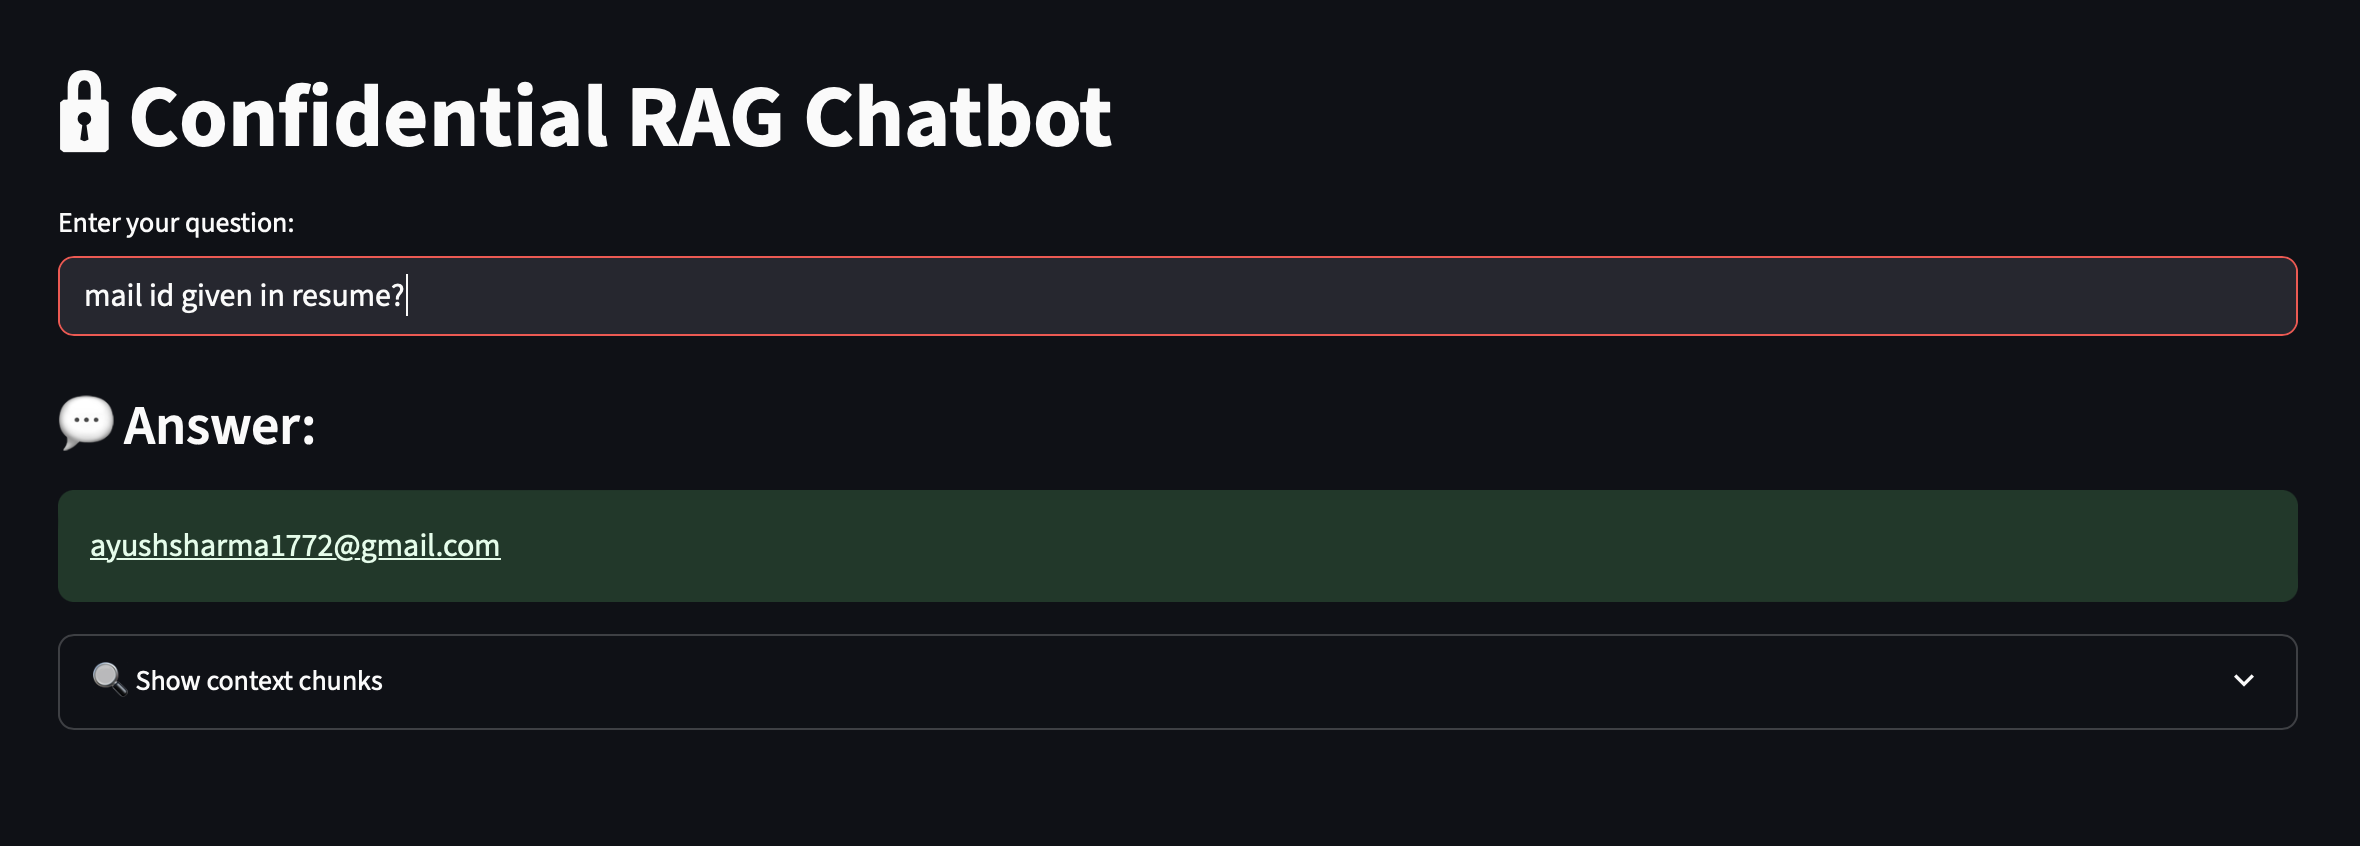 🔒 Confidential RAG Chatbot
Enter your question:
mail id given in resume?
💬 Answer:
ayushsharma1772@gmail.com
🔍 Show context chunks